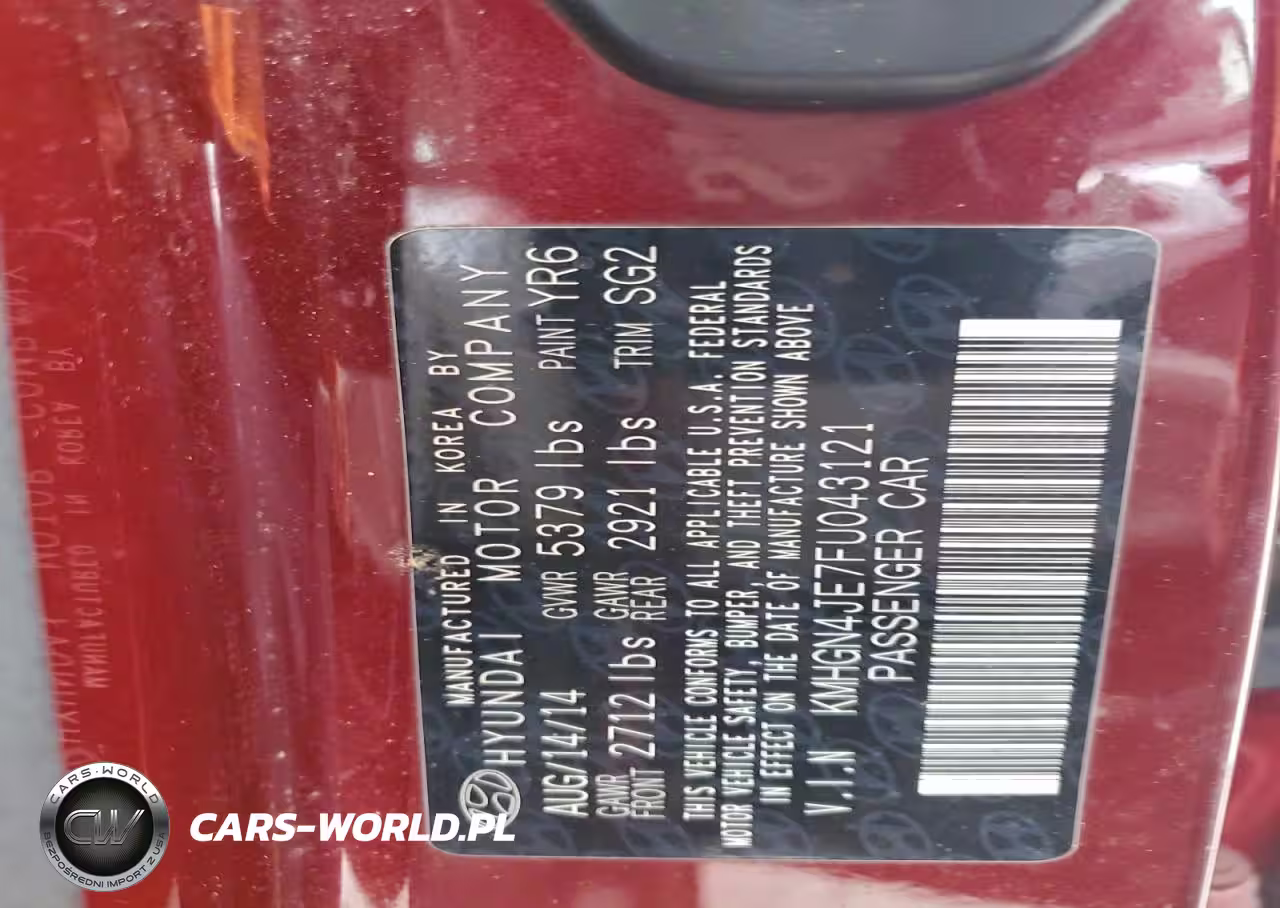 MANUFACTURED IN KOREA BY
HYUNDAI MOTOR COMPANY
AUG/14/14 GVWR 5379 lbs PAINT YR6
GAWR FRONT 2712 lbs GAWR REAR 2921 lbs TRIM SG2
THIS VEHICLE CONFORMS TO ALL APPLICABLE U.S.A. FEDERAL
MOTOR VEHICLE SAFETY, BUMPER, AND THEFT PREVENTION STANDARDS
IN EFFECT ON THE DATE OF MANUFACTURE SHOWN ABOVE
V.I.N KMHGN4JE7FU043121
PASSENGER CAR
CARS-WORLD
CW
BEZPOŚREDNI IMPORT Z USA
CARS-WORLD.PL